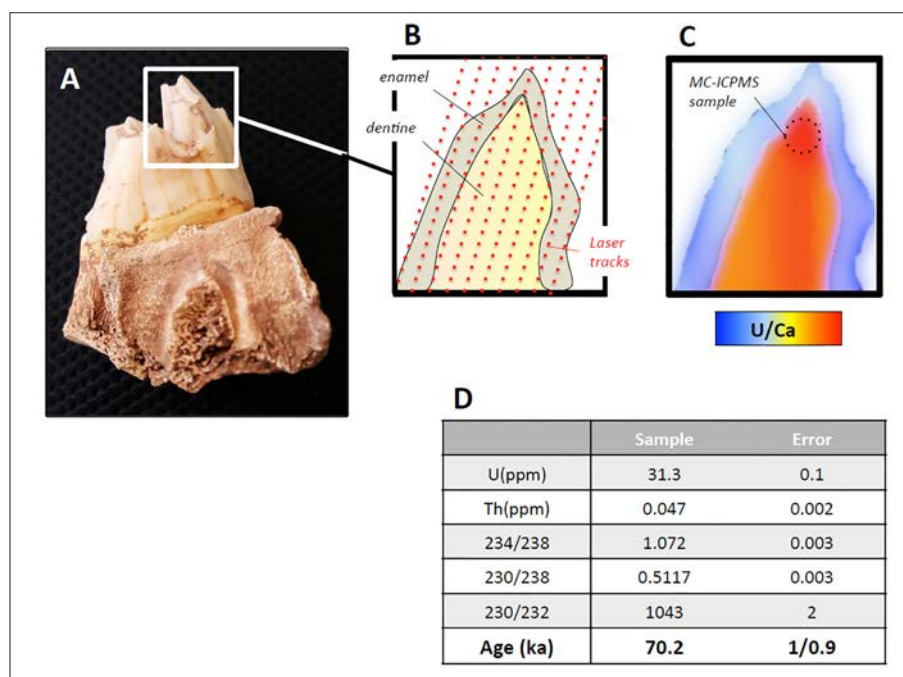 A
B
C
enamel
dentine
Laser
tracks
MC-ICPMS
sample
U/Ca
D
Sample Error
U(ppm) 31.3 0.1
Th(ppm) 0.047 0.002
234/238 1.072 0.003
230/238 0.5117 0.003
230/232 1043 2
Age (ka) 70.2 1/0.9